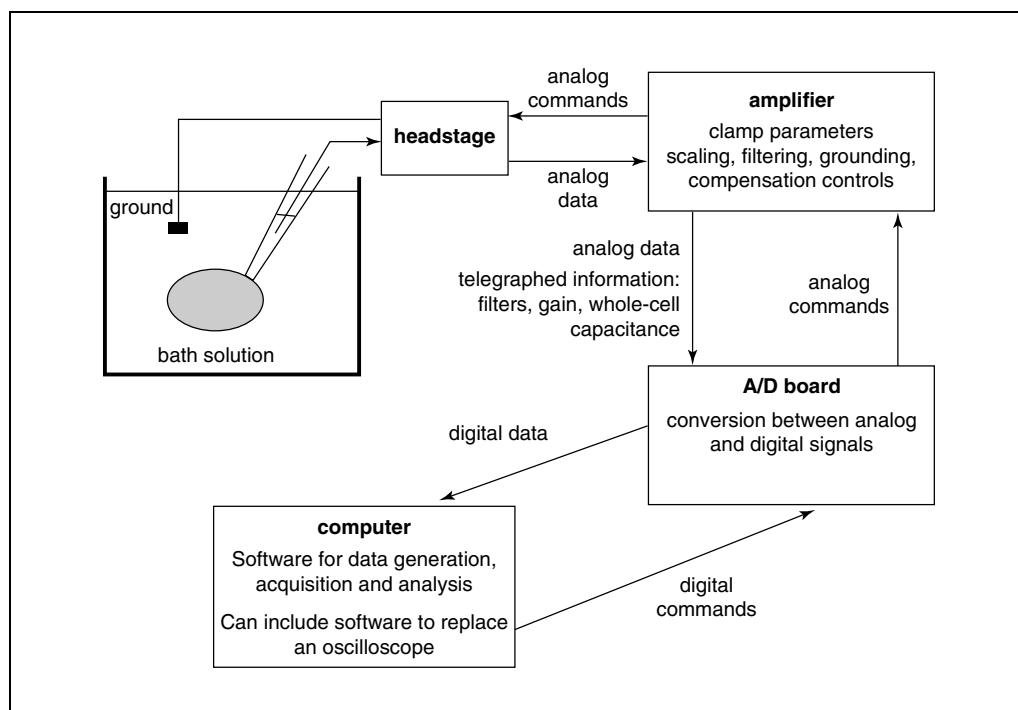 analog
commands
amplifier
clamp parameters
scaling, filtering, grounding,
compensation controls
headstage
analog
data
ground
bath solution
analog data
telegraphed information:
filters, gain, whole-cell
capacitance
analog
commands
A/D board
conversion between analog
and digital signals
digital data
computer
Software for data generation,
acquisition and analysis
Can include software to replace
an oscilloscope
digital
commands